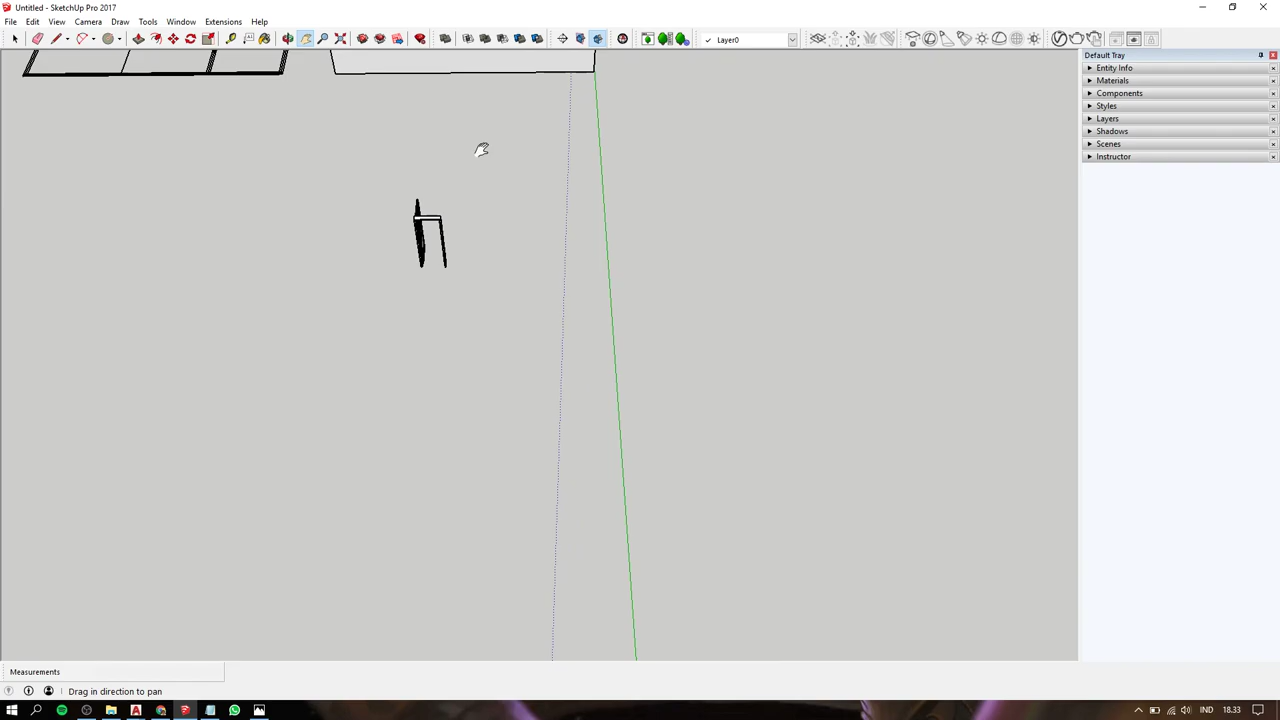 Untitled - SketchUp Pro 2017
File Edit View Camera Draw Tools Window Extensions Help
Layer0
Default Tray
Entity Info
Materials
Components
Styles
Layers
Shadows
Scenes
Instructor
Measurements
Drag in direction to pan
IND 18.33